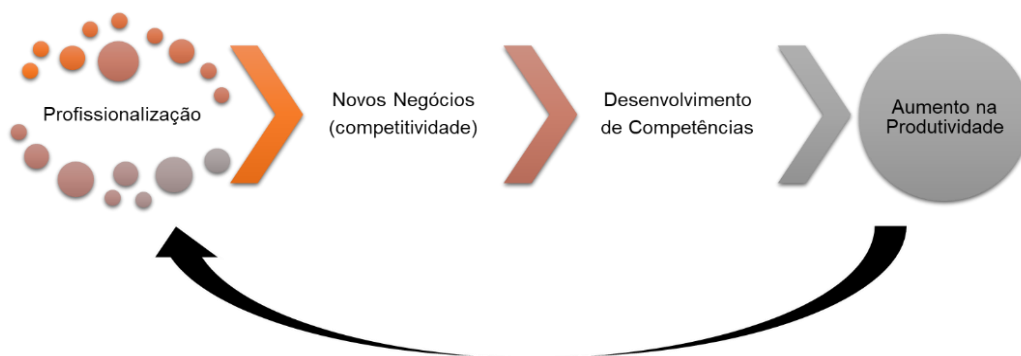 Profissionalização
Novos Negócios
(competitividade)
Desenvolvimento
de Competências
Aumento na
Produtividade